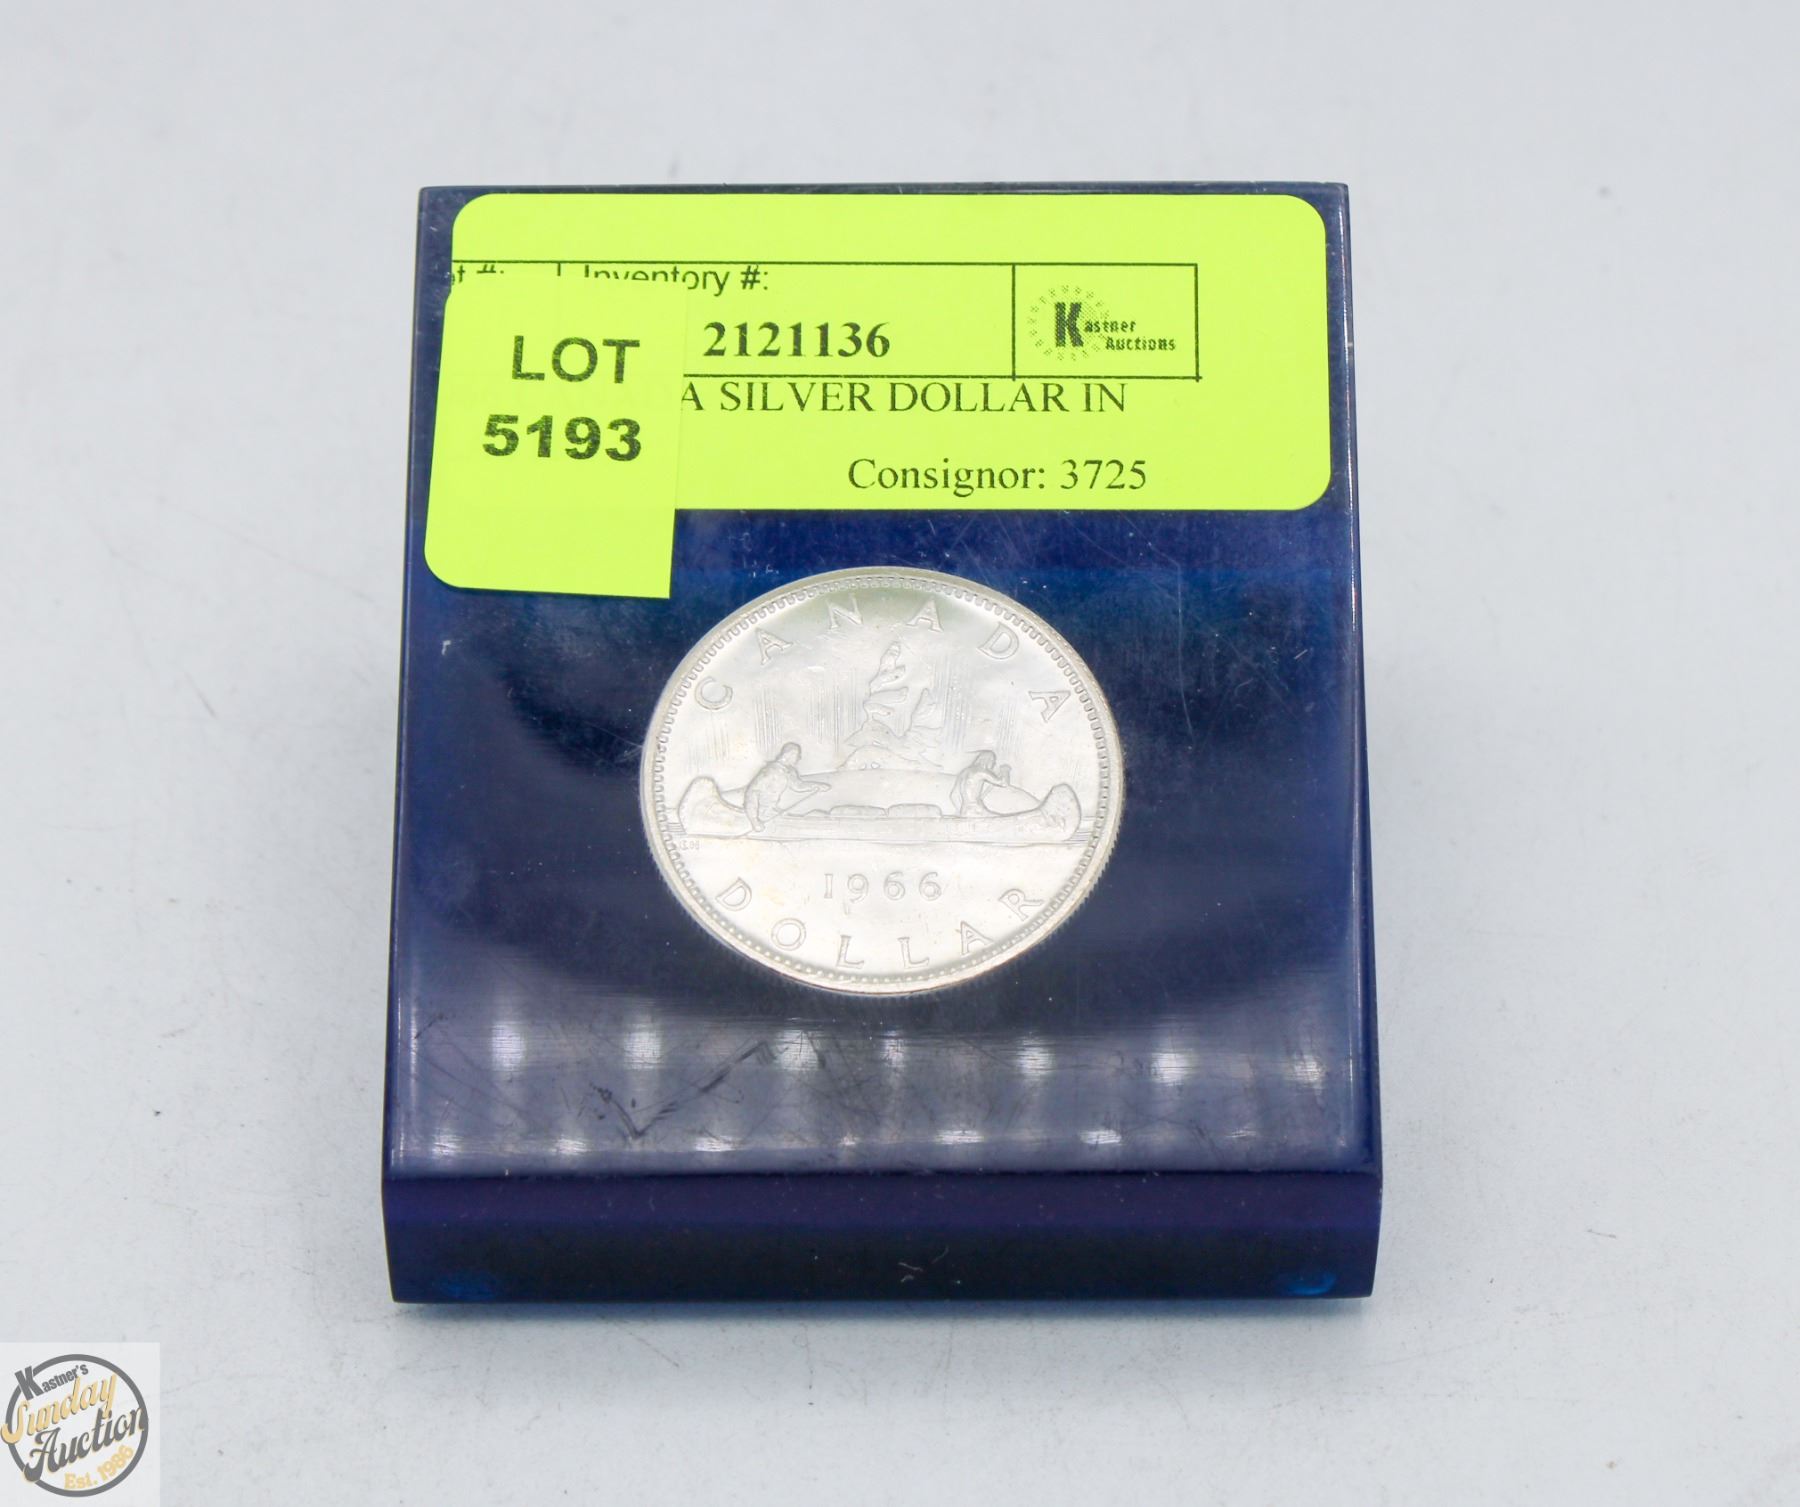 Inventory #:
2121136
Kastner
Auctions
LOT
5193
A SILVER DOLLAR IN
Consignor: 3725
CANADA
1966
DOLLAR
Kastner's
Sunday
Auction
Est. 1986